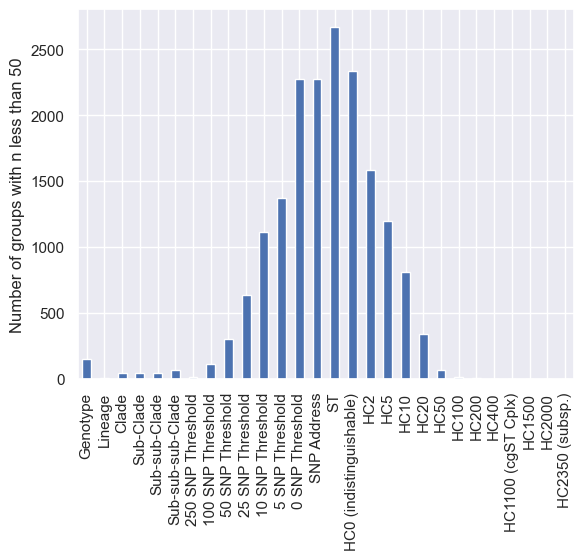 Number of groups with n less than 50
2500
2000
1500
1000
500
0
Genotype
Lineage
Clade
Sub-Clade
Sub-sub-Clade
Sub-sub-sub-Clade
250 SNP Threshold
100 SNP Threshold
50 SNP Threshold
25 SNP Threshold
10 SNP Threshold
5 SNP Threshold
0 SNP Threshold
SNP Address
ST
HC0 (indistinguishable)
HC2
HC5
HC10
HC20
HC50
HC100
HC200
HC400
HC1100 (cgST Cplx)
HC1500
HC2000
HC2350 (subsp.)